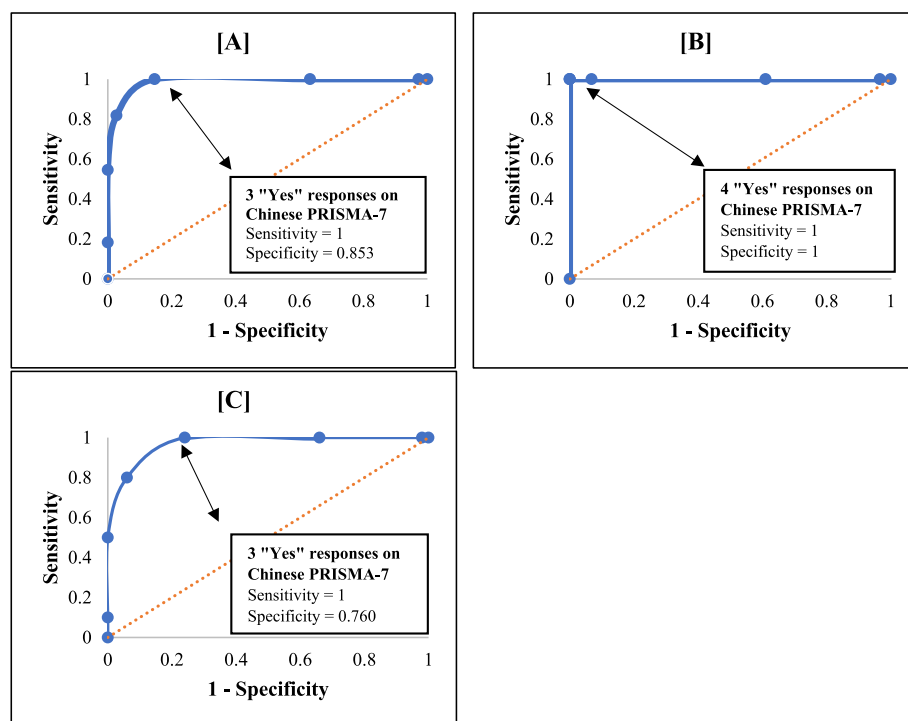 [A]
1
0.8
0.6
0.4
0.2
0
Sensitivity
3 "Yes" responses on
Chinese PRISMA-7
Sensitivity = 1
Specificity = 0.853
0 0.2 0.4 0.6 0.8 1
1 - Specificity
[B]
1
0.8
0.6
0.4
0.2
0
Sensitivity
4 "Yes" responses on
Chinese PRISMA-7
Sensitivity = 1
Specificity = 1
0 0.2 0.4 0.6 0.8 1
1 - Specificity
[C]
1
0.8
0.6
0.4
0.2
0
Sensitivity
3 "Yes" responses on
Chinese PRISMA-7
Sensitivity = 1
Specificity = 0.760
0 0.2 0.4 0.6 0.8 1
1 - Specificity